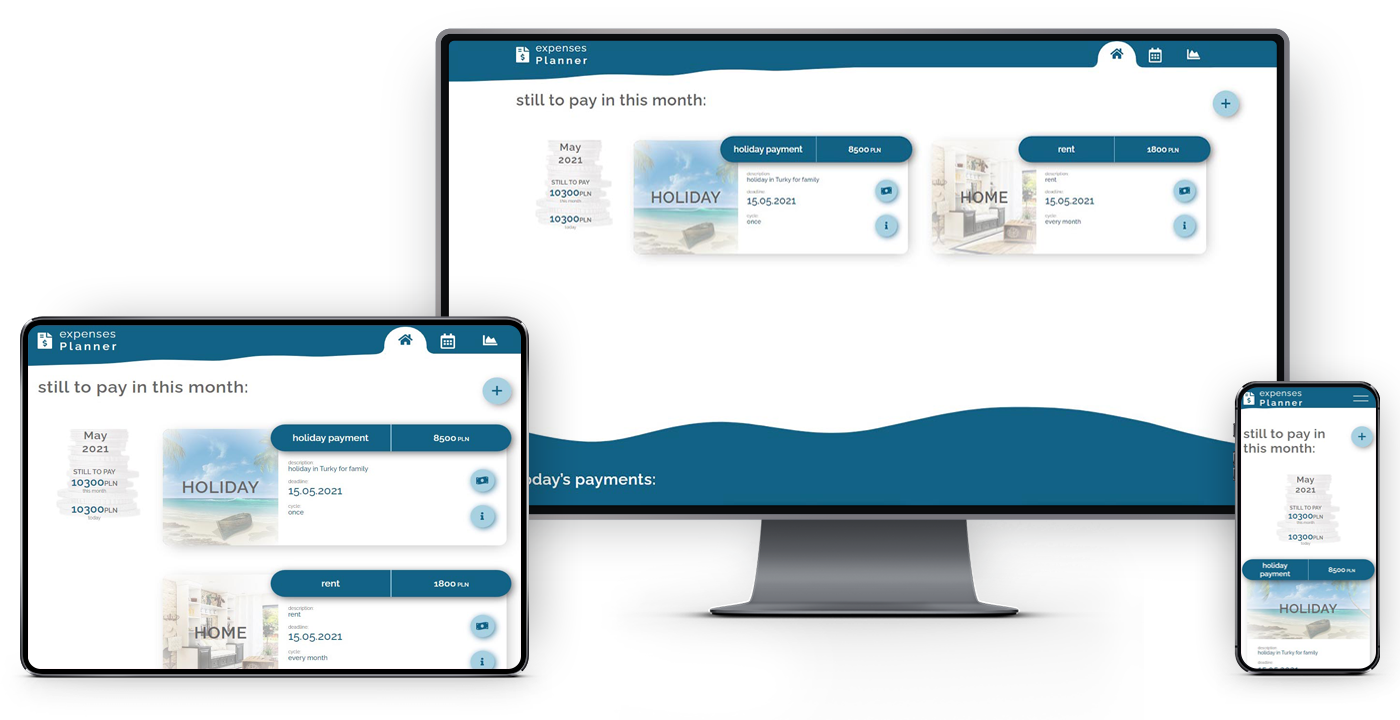 expenses
Planner
still to pay in this month:
+
May
2021
STILL TO PAY
10300PLN
this month
10300PLN
today
HOLIDAY
holiday payment
8500 PLN
description:
holiday in Turky for family
deadline:
15.05.2021
cycle:
once
HOME
rent
1800 PLN
description:
rent
deadline:
15.05.2021
cycle:
every month
oday's payments:
expenses
Planner
still to pay in this month:
+
May
2021
STILL TO PAY
10300PLN
this month
10300PLN
today
HOLIDAY
holiday payment
8500 PLN
description:
holiday in Turky for family
deadline:
15.05.2021
cycle:
once
HOME
rent
1800 PLN
description:
rent
deadline:
15.05.2021
cycle:
every month
expenses
Planner
still to pay in
this month:
+
May
2021
STILL TO PAY
10300PLN
this month
10300PLN
today
holiday
payment
8500 PLN
HOLIDAY
description:
holiday in Turky for family
deadline: